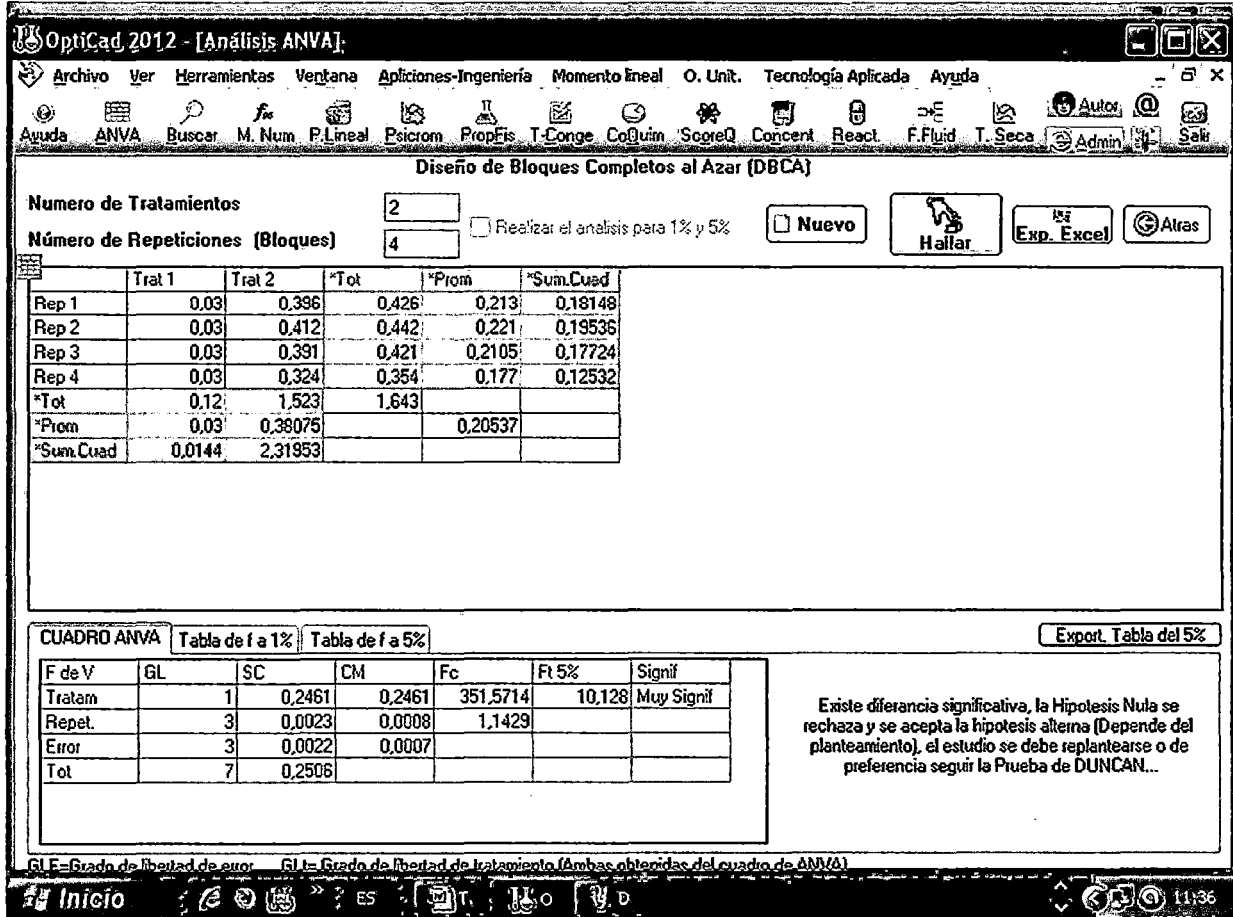 OptiCad 2012 - [Análisis ANVA]
Archivo Ver Herramientas Ventana Apliciones-Ingeniería Momento lineal O. Unit. Tecnología Aplicada Ayuda
Autor @
Ayuda ANVA Buscar M. Num P.Lineal Psicrom PropFis T-Conge CoQuim ScoreQ Concent React. F.Fluid T. Seca Admin Salir
Diseño de Bloques Completos al Azar (DBCA)
Numero de Tratamientos 2
Realizar el analisis para 1% y 5% Nuevo Hallar Exp. Excel Atras
Número de Repeticiones (Bloques) 4
Trat 1 Trat 2 *Tot *Prom *Sum.Cuad
Rep 1 0,03 0,396 0,426 0,213 0,18148
Rep 2 0,03 0,412 0,442 0,221 0,19536
Rep 3 0,03 0,391 0,421 0,2105 0,17724
Rep 4 0,03 0,324 0,354 0,177 0,12532
*Tot 0,12 1,523 1,643
*Prom 0,03 0,38075 0,20537
*Sum.Cuad 0,0144 2,31953
CUADRO ANVA Tabla de f a 1% Tabla de f a 5% Export. Tabla del 5%
F de V GL SC CM Fc Ft 5% Signif
Tratam 1 0,2461 0,2461 351,5714 10,128 Muy Signif
Repet. 3 0,0023 0,0008 1,1429
Error 3 0,0022 0,0007
Tot 7 0,2506
Existe diferancia significativa, la Hipotesis Nula se
rechaza y se acepta la hipotesis alterna (Depende del
planteamiento), el estudio se debe replantearse o de
preferencia seguir la Prueba de DUNCAN...
GLE=Grado de libertad de error GLt= Grado de libertad de tratamiento (Ambas obtenidas del cuadro de ANVA)
Inicio » ES T. O D 11:36